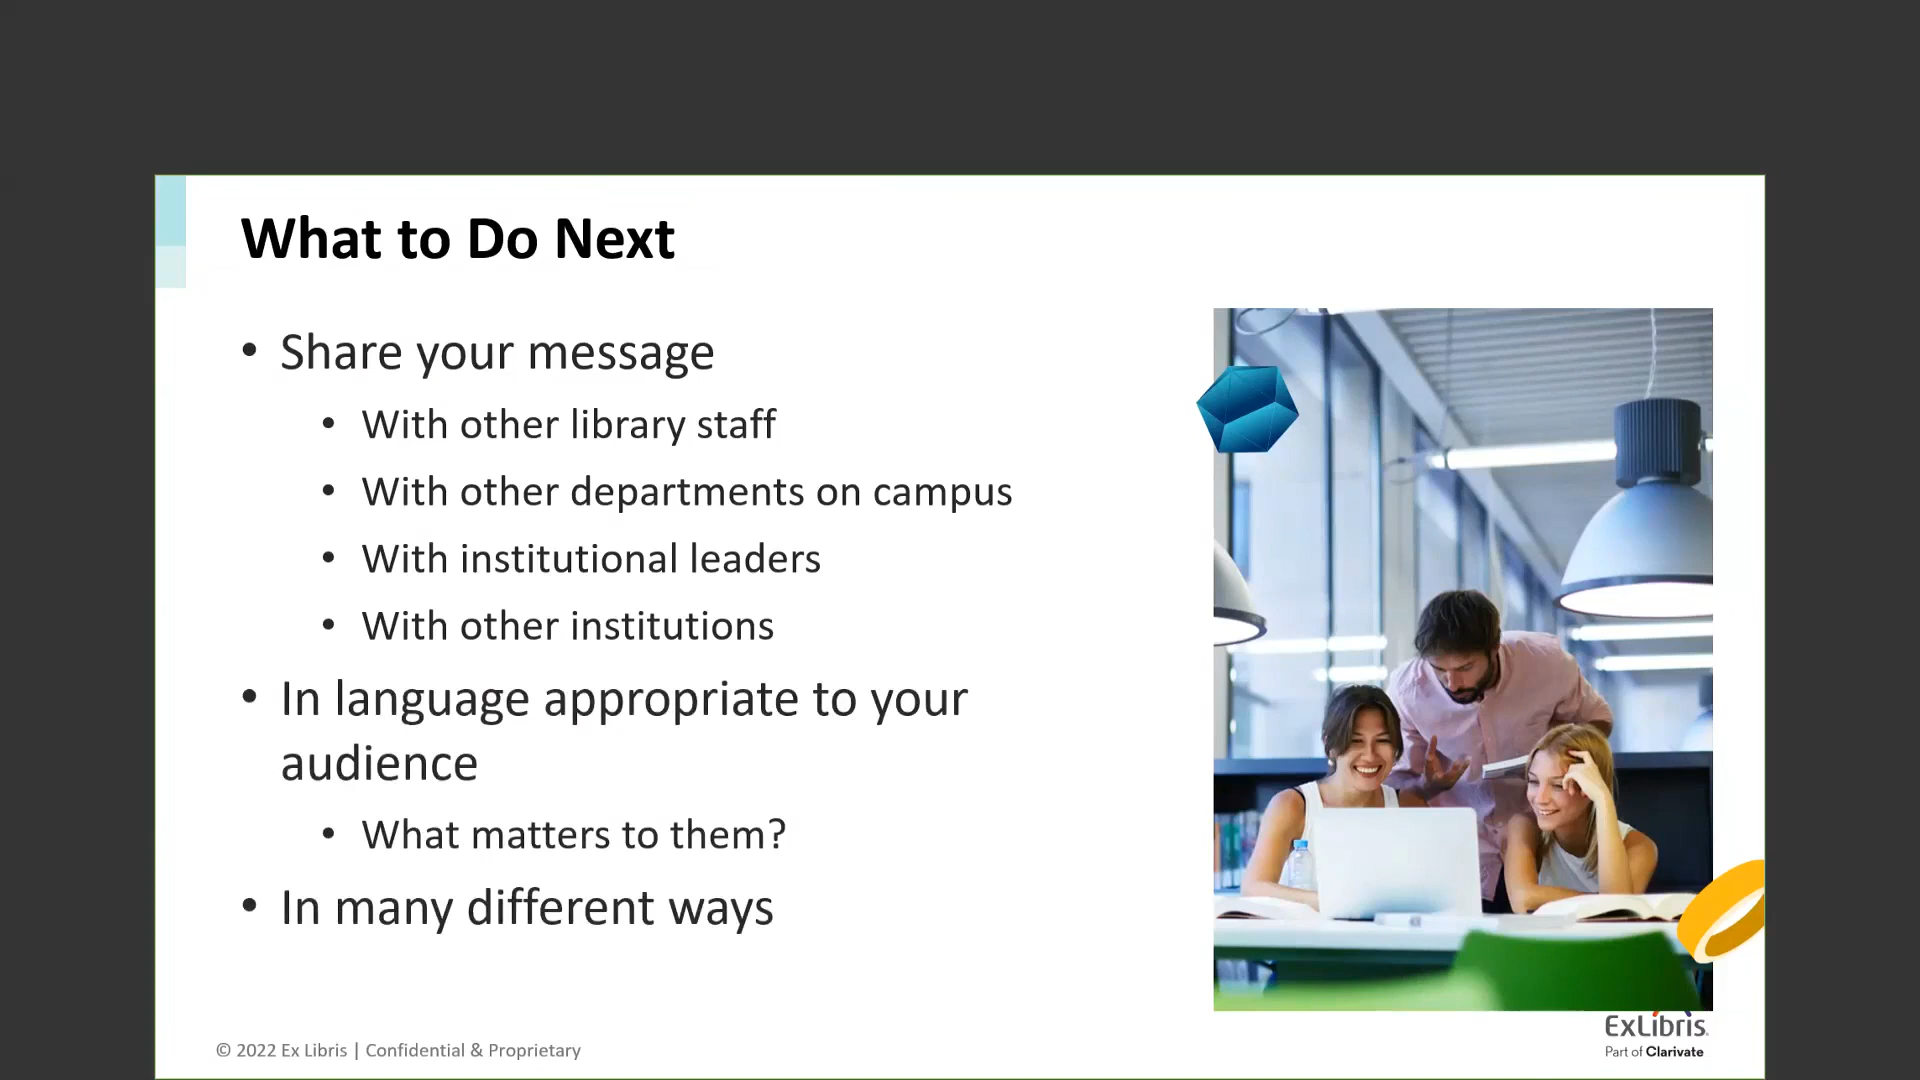 What to Do Next
• Share your message
• With other library staff
• With other departments on campus
• With institutional leaders
• With other institutions
• In language appropriate to your
audience
• What matters to them?
• In many different ways
© 2022 Ex Libris | Confidential & Proprietary
ExLibris
Part of Clarivate